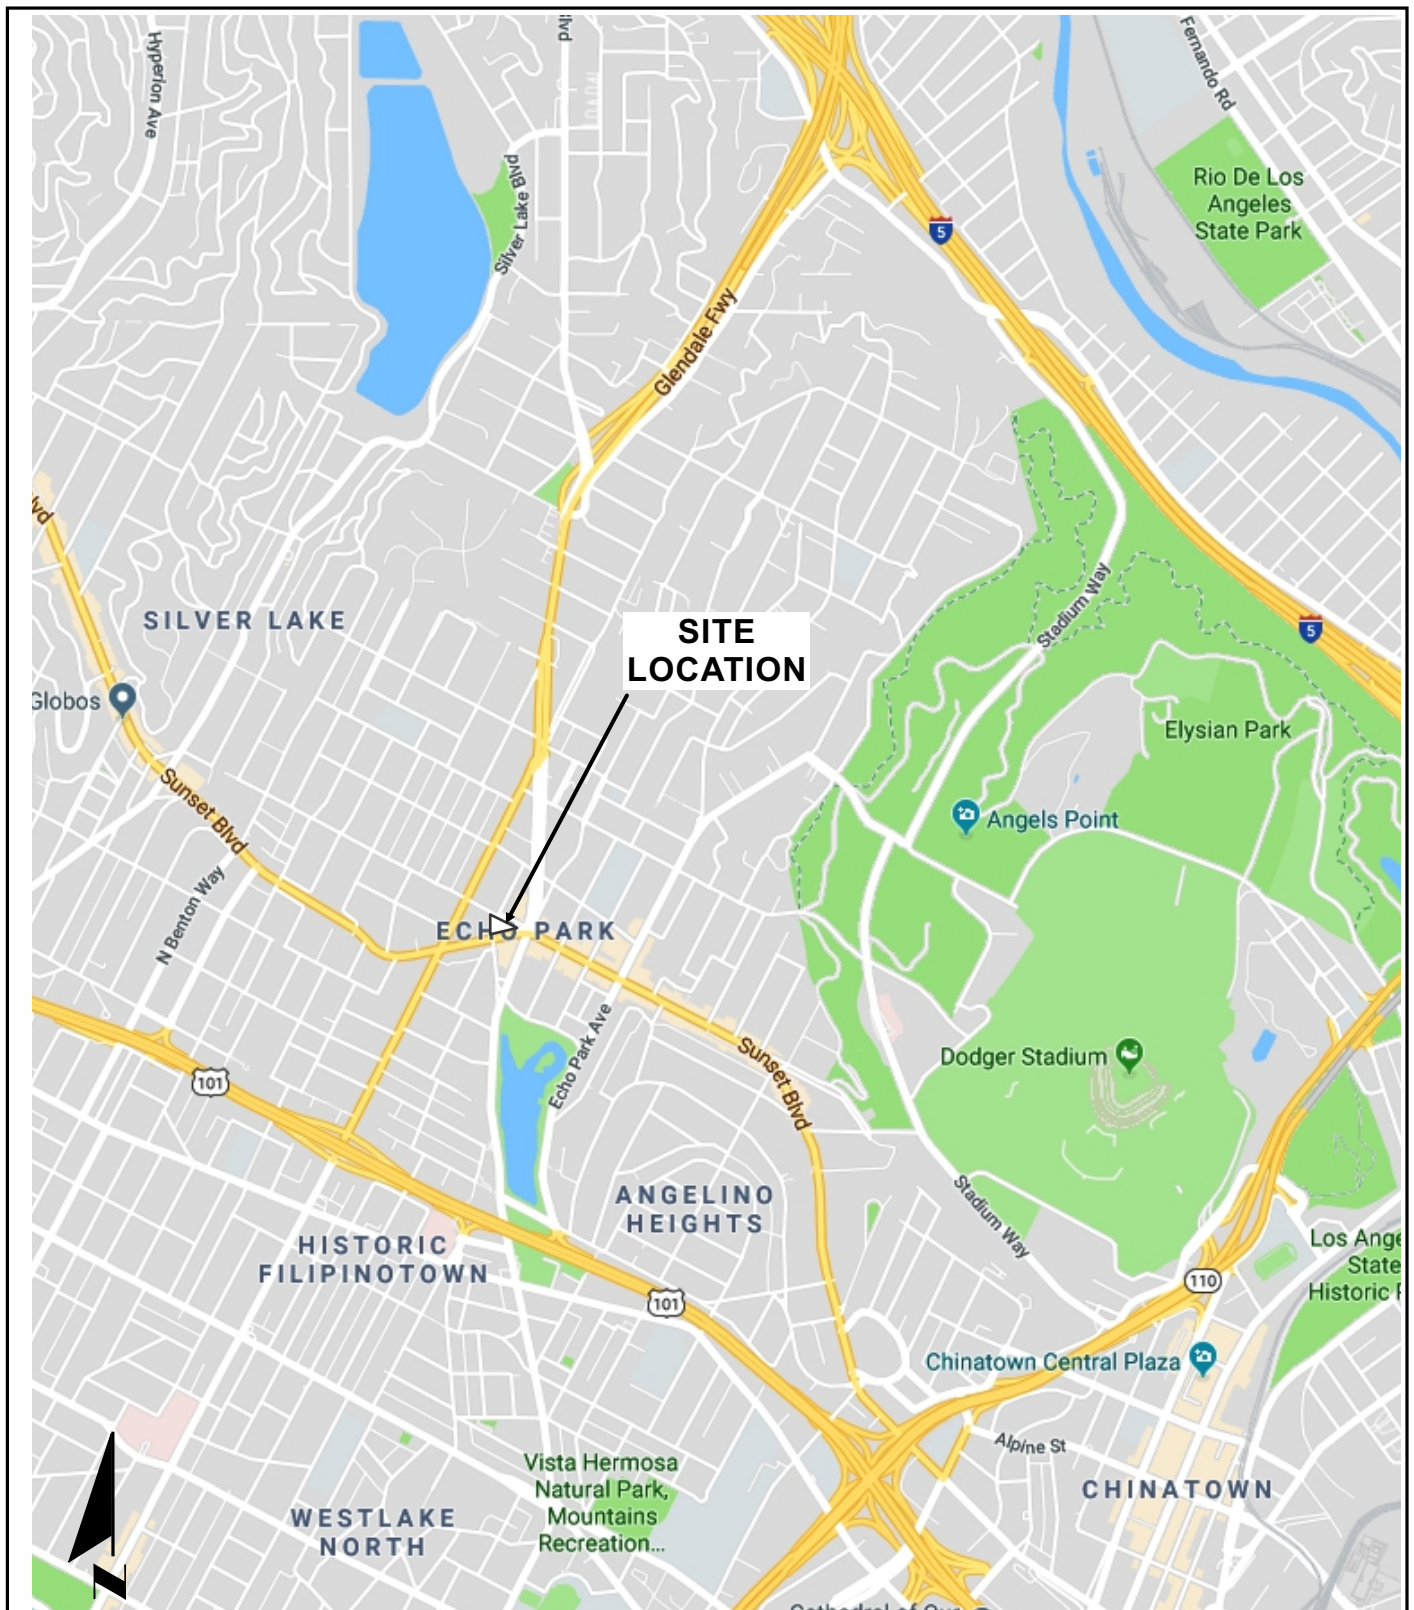 Hyperion Ave
lvd
Fernando Rd
Silver Lake Blvd
Rio De Los
Angeles
State Park
5
Glendale Fwy
lvd
Stadium Way
SILVER LAKE
SITE
LOCATION
5
Globos
Elysian Park
Sunset Blvd
Angels Point
N Benton Way
ECHO PARK
Echo Park Ave
Sunset Blvd
Dodger Stadium
101
ANGELINO
HEIGHTS
Stadium Way
HISTORIC
FILIPINOTOWN
Los Ange
State
Historic P
110
101
Chinatown Central Plaza
Alpine St
Vista Hermosa
Natural Park,
Mountains
Recreation...
CHINATOWN
WESTLAKE
NORTH
N